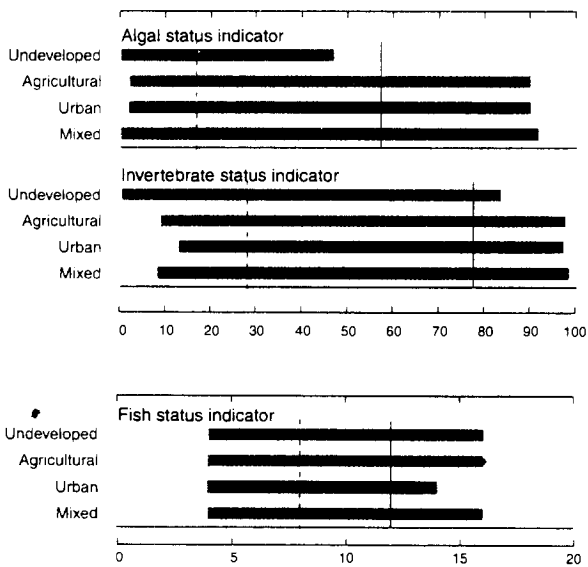 Algal status indicator
Undeveloped
Agricultural
Urban
Mixed
Invertebrate status indicator
Undeveloped
Agricultural
Urban
Mixed
0 10 20 30 40 50 60 70 80 90 100
Fish status indicator
Undeveloped
Agricultural
Urban
Mixed
0 5 10 15 20